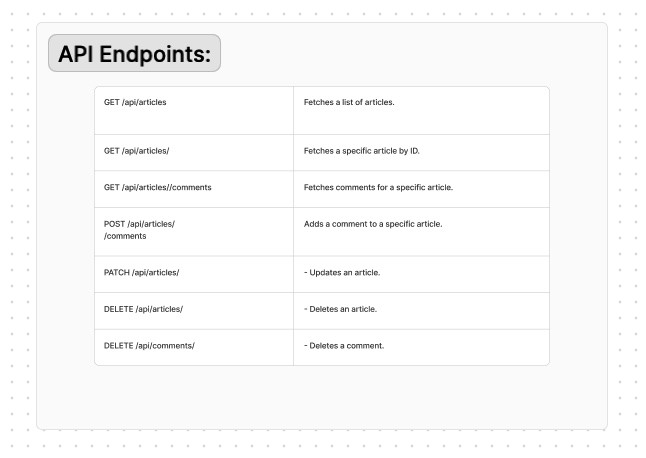 API Endpoints:
GET /api/articles
Fetches a list of articles.
GET /api/articles/
Fetches a specific article by ID.
GET /api/articles//comments
Fetches comments for a specific article.
POST /api/articles/
/comments
Adds a comment to a specific article.
PATCH /api/articles/
- Updates an article.
DELETE /api/articles/
- Deletes an article.
DELETE /api/comments/
- Deletes a comment.